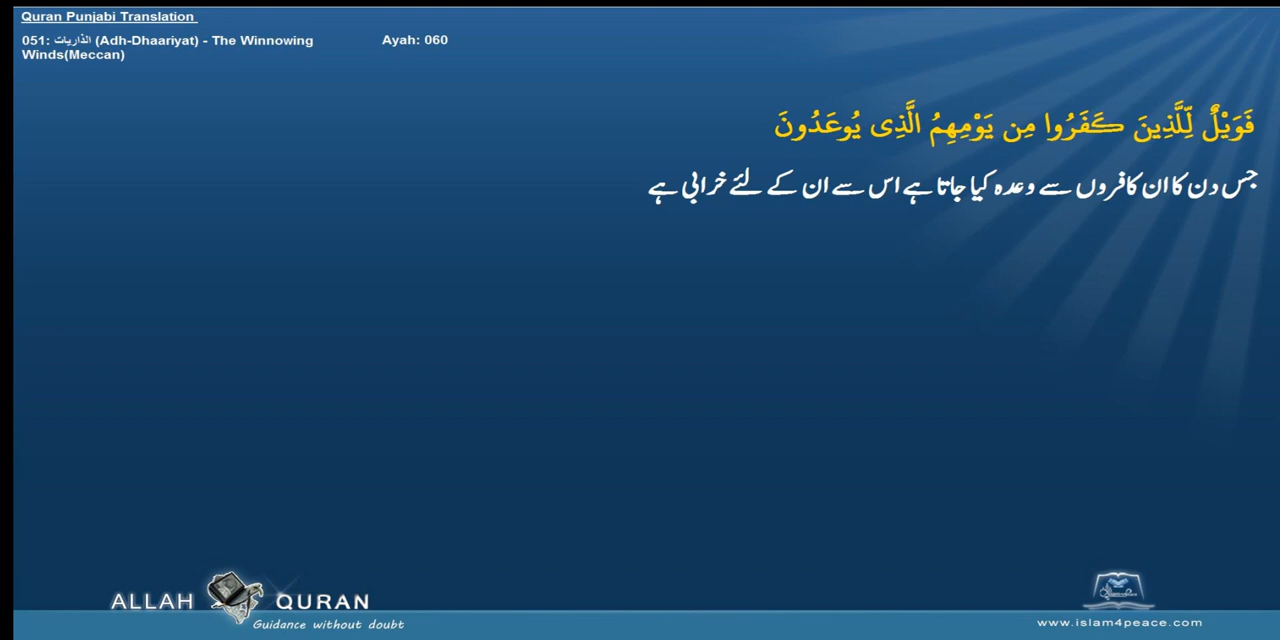 Quran Punjabi Translation
051: الذاريات (Adh-Dhaariyat) - The Winnowing
Winds(Meccan)
Ayah: 060
فَوَيْلٌ لِّلَّذِينَ كَفَرُوا مِن يَوْمِهِمُ الَّذِى يُوعَدُونَ
جس دن کا ان کافروں سے وعدہ کیا جاتا ہے اس سے ان کے لئے خرابی ہے
ALLAH QURAN
Guidance without doubt
www.islam4peace.com